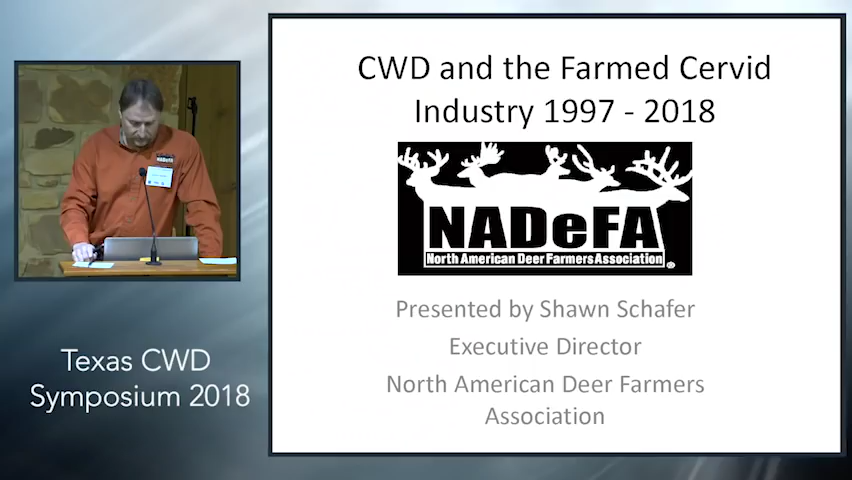 CWD and the Farmed Cervid
Industry 1997 - 2018
NADeFA
North American Deer Farmers Association
Presented by Shawn Schafer
Executive Director
North American Deer Farmers
Association
NADeFA
Texas CWD
Symposium 2018